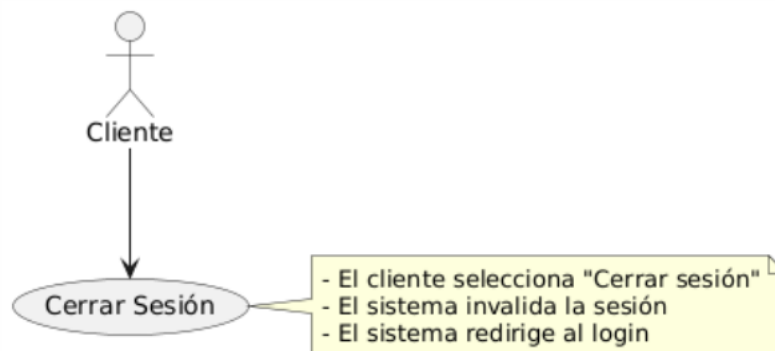 Cliente
Cerrar Sesión
- El cliente selecciona "Cerrar sesión"
- El sistema invalida la sesión
- El sistema redirige al login